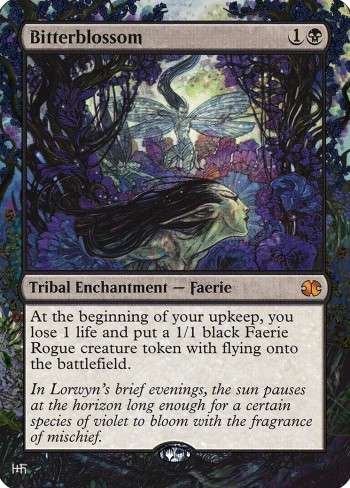 Bitterblossom 1
Tribal Enchantment — Faerie
At the beginning of your upkeep, you
lose 1 life and put a 1/1 black Faerie
Rogue creature token with flying onto
the battlefield.
In Lorwyn's brief evenings, the sun pauses
at the horizon long enough for a certain
species of violet to bloom with the fragrance
of mischief.